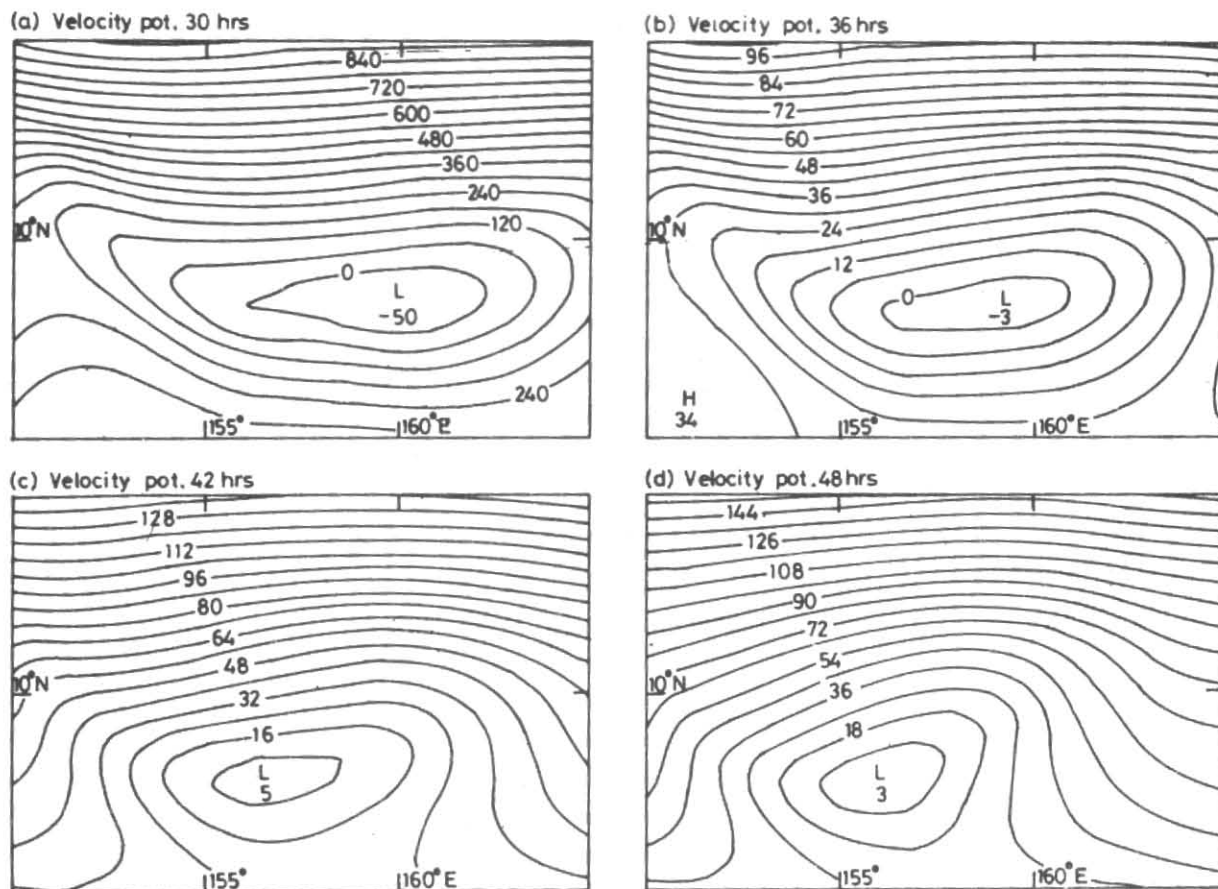 (a) Velocity pot. 30 hrs
840
720
600
480
360
240
10°N
120
0
L
-50
240
155°
160°E
(b) Velocity pot. 36 hrs
96
84
72
60
48
36
10°N
24
12
0
L
-3
H
34
155°
160°E
(c) Velocity pot. 42 hrs
128
112
96
80
64
48
10°N
32
16
L
5
155°
160°E
(d) Velocity pot. 48 hrs
144
126
108
90
72
54
10°N
36
18
L
3
155°
160°E